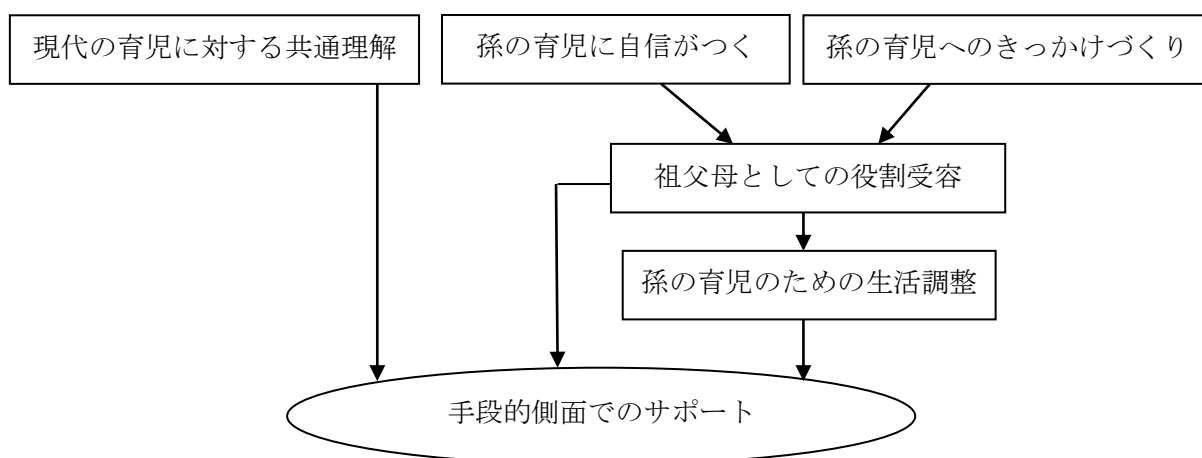 現代の育児に対する共通理解
孫の育児に自信がつく
孫の育児へのきっかけづくり
祖父母としての役割受容
孫の育児のための生活調整
手段的側面でのサポート